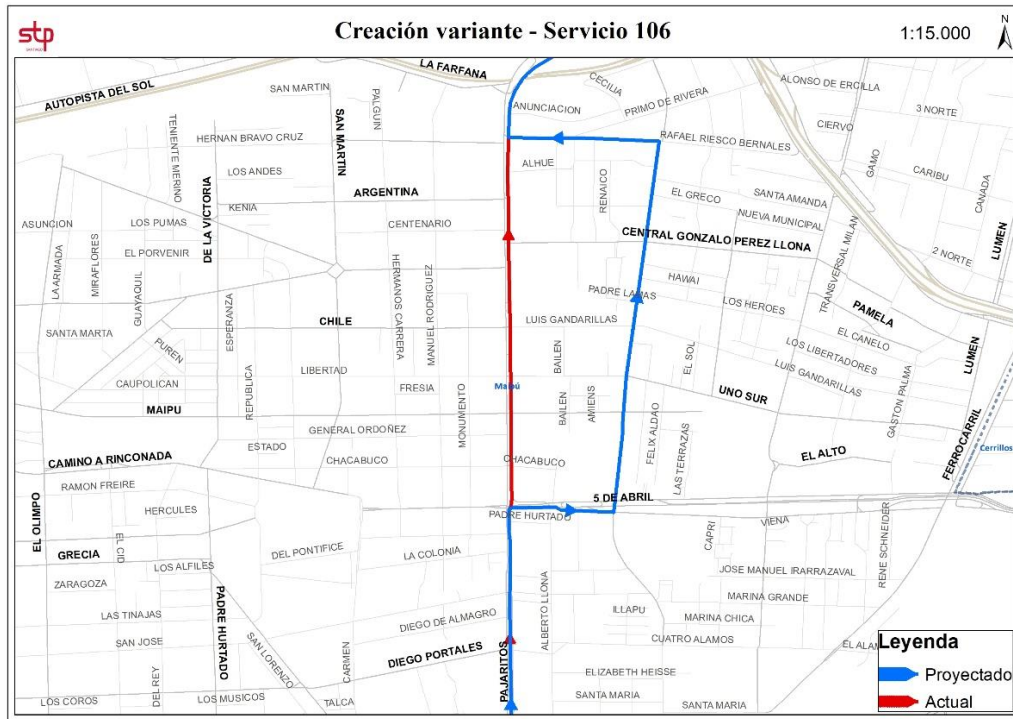 stp
Creación variante - Servicio 106
1:15.000
N
LA FARFANA
AUTOPISTA DEL SOL
SAN MARTIN
PALGUIN
CECILIA
ALONSO DE ERCILLA
ANUNCIACION
PRIMO DE RIVERA
3 NORTE
TENIENTE MERINO
HERNAN BRAVO CRUZ
SAN MARTIN
RAFAEL RIESCO BERNALES
CIERVO
GAMO
CARIBU
CANADA
LOS ANDES
ALHUE
ARGENTINA
RENAICO
EL GRECO
SANTA AMANDA
DE LA VICTORIA
KENIA
ASUNCION
LOS PUMAS
CENTENARIO
NUEVA MUNICIPAL
CENTRAL GONZALO PEREZ LLONA
LUMEN
EL PORVENIR
2 NORTE
LA ARMADA
MIRAFLORES
GUAYAQUIL
HERMANOS CARRERA
MANUEL RODRIGUEZ
HAWAI
TRANSVERSAL MILAN
PADRE LAMAS
LOS HEROES
PAMELA
ESPERANZA
CHILE
LUIS GANDARILLAS
SANTA MARTA
EL CANELO
PUREN
BAILEN
EL SOL
LOS LIBERTADORES
LUMEN
LIBERTAD
LUIS GANDARILLAS
CAUPOLICAN
REPUBLICA
FRESIA
Maipú
UNO SUR
GASTON PALMA
MAIPU
MONUMENTO
BAILEN
AMIENS
GENERAL ORDOÑEZ
FELIX ALDAO
LAS TERRAZAS
ESTADO
CAMINO A RINCONADA
CHACABUCO
CHACABUCO
EL ALTO
FERROCARRIL
Cerrillos
RAMON FREIRE
5 DE ABRIL
EL OLIMPO
HERCULES
PADRE HURTADO
VIENA
CAPRI
RENE SCHNEIDER
GRECIA
EL CID
DEL PONTIFICE
LA COLONIA
LOS ALFILES
JOSE MANUEL IRARRAZAVAL
ZARAGOZA
ALBERTO LLONA
MARINA GRANDE
PADRE HURTADO
LAS TINAJAS
DIEGO DE ALMAGRO
ILLAPU
MARINA CHICA
SAN JOSE
SAN LORENZO
CARMEN
CUATRO ALAMOS
EL ALAM
DIEGO PORTALES
PAJARITOS
DEL REY
ELIZABETH HEISSE
LOS COROS
LOS MUSICOS
TALCA
SANTA MARIA
SANTA MARIA
Leyenda
Proyectado
Actual